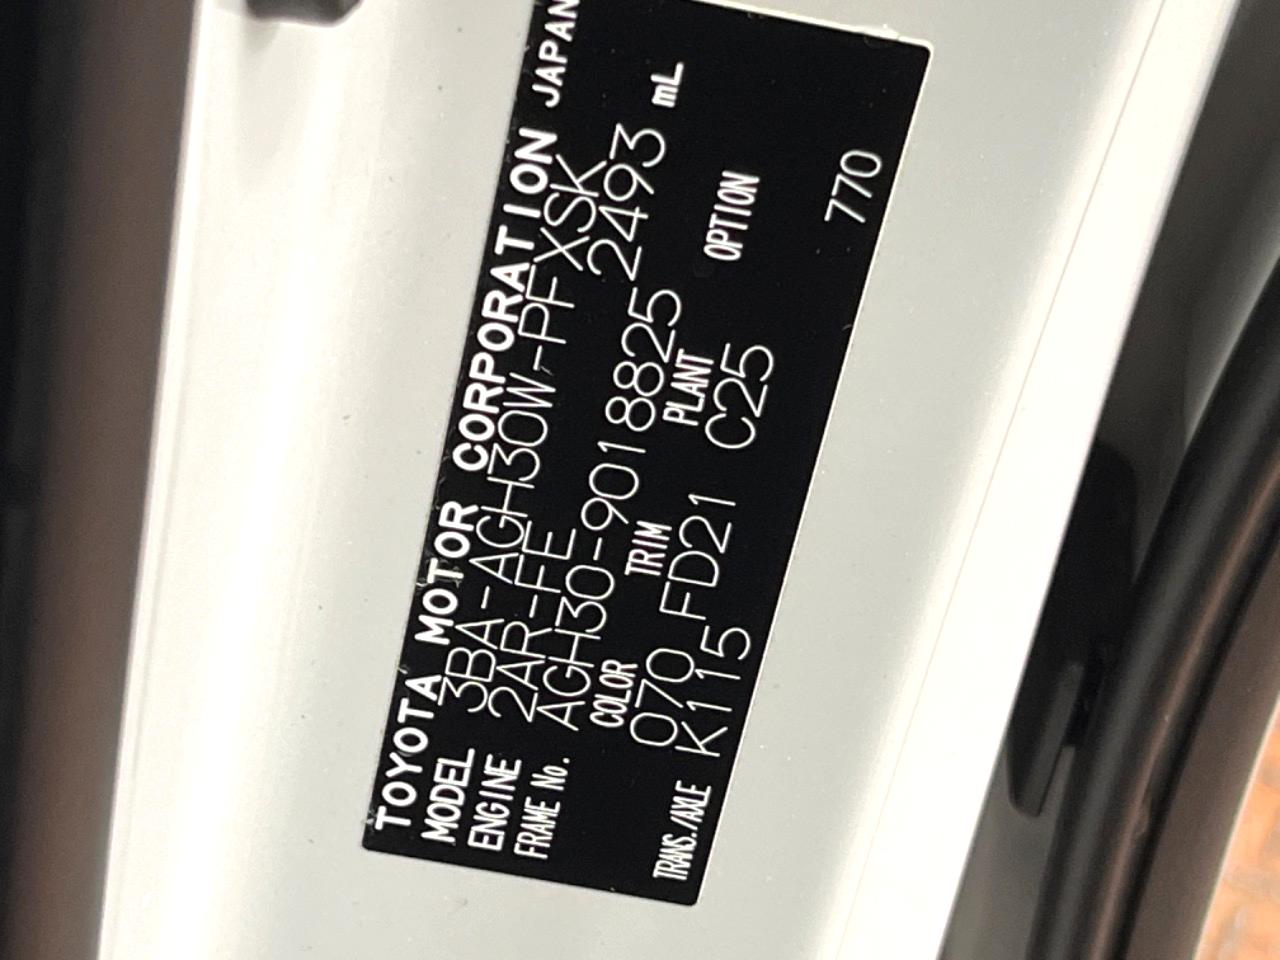 TOYOTA MOTOR CORPORATION JAPAN
MODEL 3BA-AGH30W-PFXSK
ENGINE 2AR-FE 2493 mL
FRAME No. AGH30-9018825
COLOR TRIM PLANT OPTION
070 FD21 C25
TRANS./AXLE K115 770